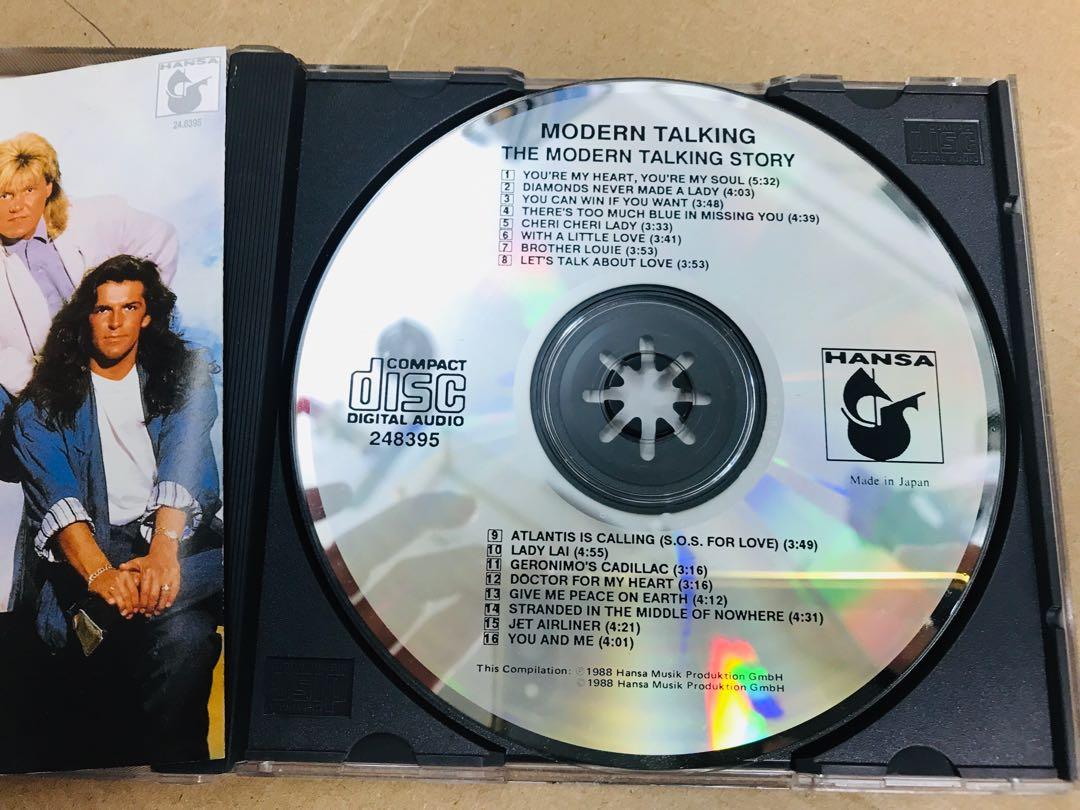 HANSA
24.8395
COMPACT
disc
DIGITAL AUDIO
MODERN TALKING
THE MODERN TALKING STORY
1 YOU'RE MY HEART, YOU'RE MY SOUL (5:32)
2 DIAMONDS NEVER MADE A LADY (4:03)
3 YOU CAN WIN IF YOU WANT (3:48)
4 THERE'S TOO MUCH BLUE IN MISSING YOU (4:39)
5 CHERI CHERI LADY (3:33)
6 WITH A LITTLE LOVE (3:41)
7 BROTHER LOUIE (3:53)
8 LET'S TALK ABOUT LOVE (3:53)
COMPACT
disc
DIGITAL AUDIO
248395
HANSA
Made in Japan
9 ATLANTIS IS CALLING (S.O.S. FOR LOVE) (3:49)
10 LADY LAI (4:55)
11 GERONIMO'S CADILLAC (3:16)
12 DOCTOR FOR MY HEART (3:16)
13 GIVE ME PEACE ON EARTH (4:12)
14 STRANDED IN THE MIDDLE OF NOWHERE (4:31)
15 JET AIRLINER (4:21)
16 YOU AND ME (4:01)
This Compilation: ℗1988 Hansa Musik Produktion GmbH
©1988 Hansa Musik Produktion GmbH